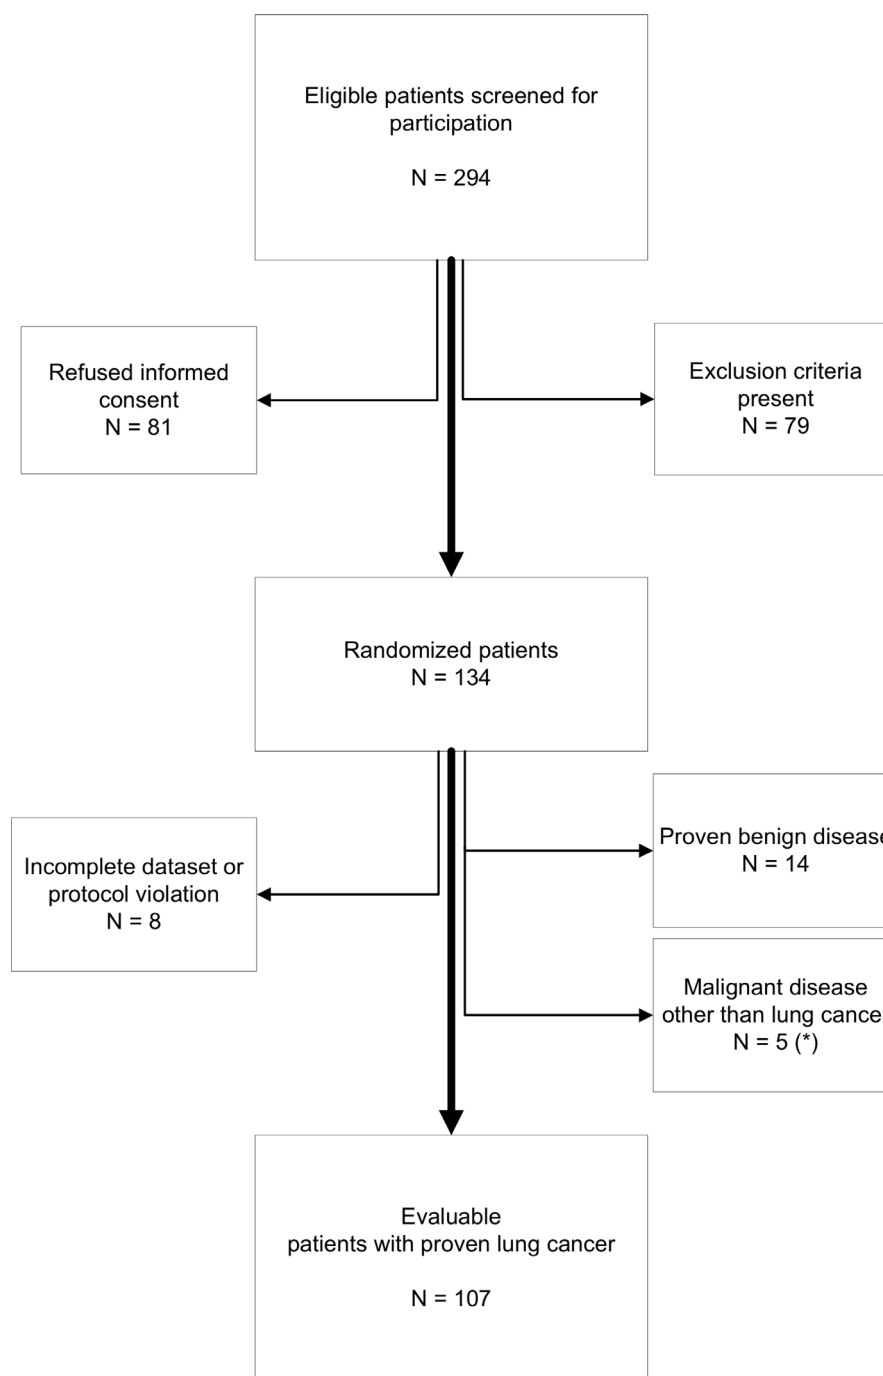 Eligible patients screened for
participation
N = 294
Refused informed
consent
N = 81
Exclusion criteria
present
N = 79
Randomized patients
N = 134
Incomplete dataset or
protocol violation
N = 8
Proven benign disease
N = 14
Malignant disease
other than lung cancer
N = 5 (*)
Evaluable
patients with proven lung cancer
N = 107